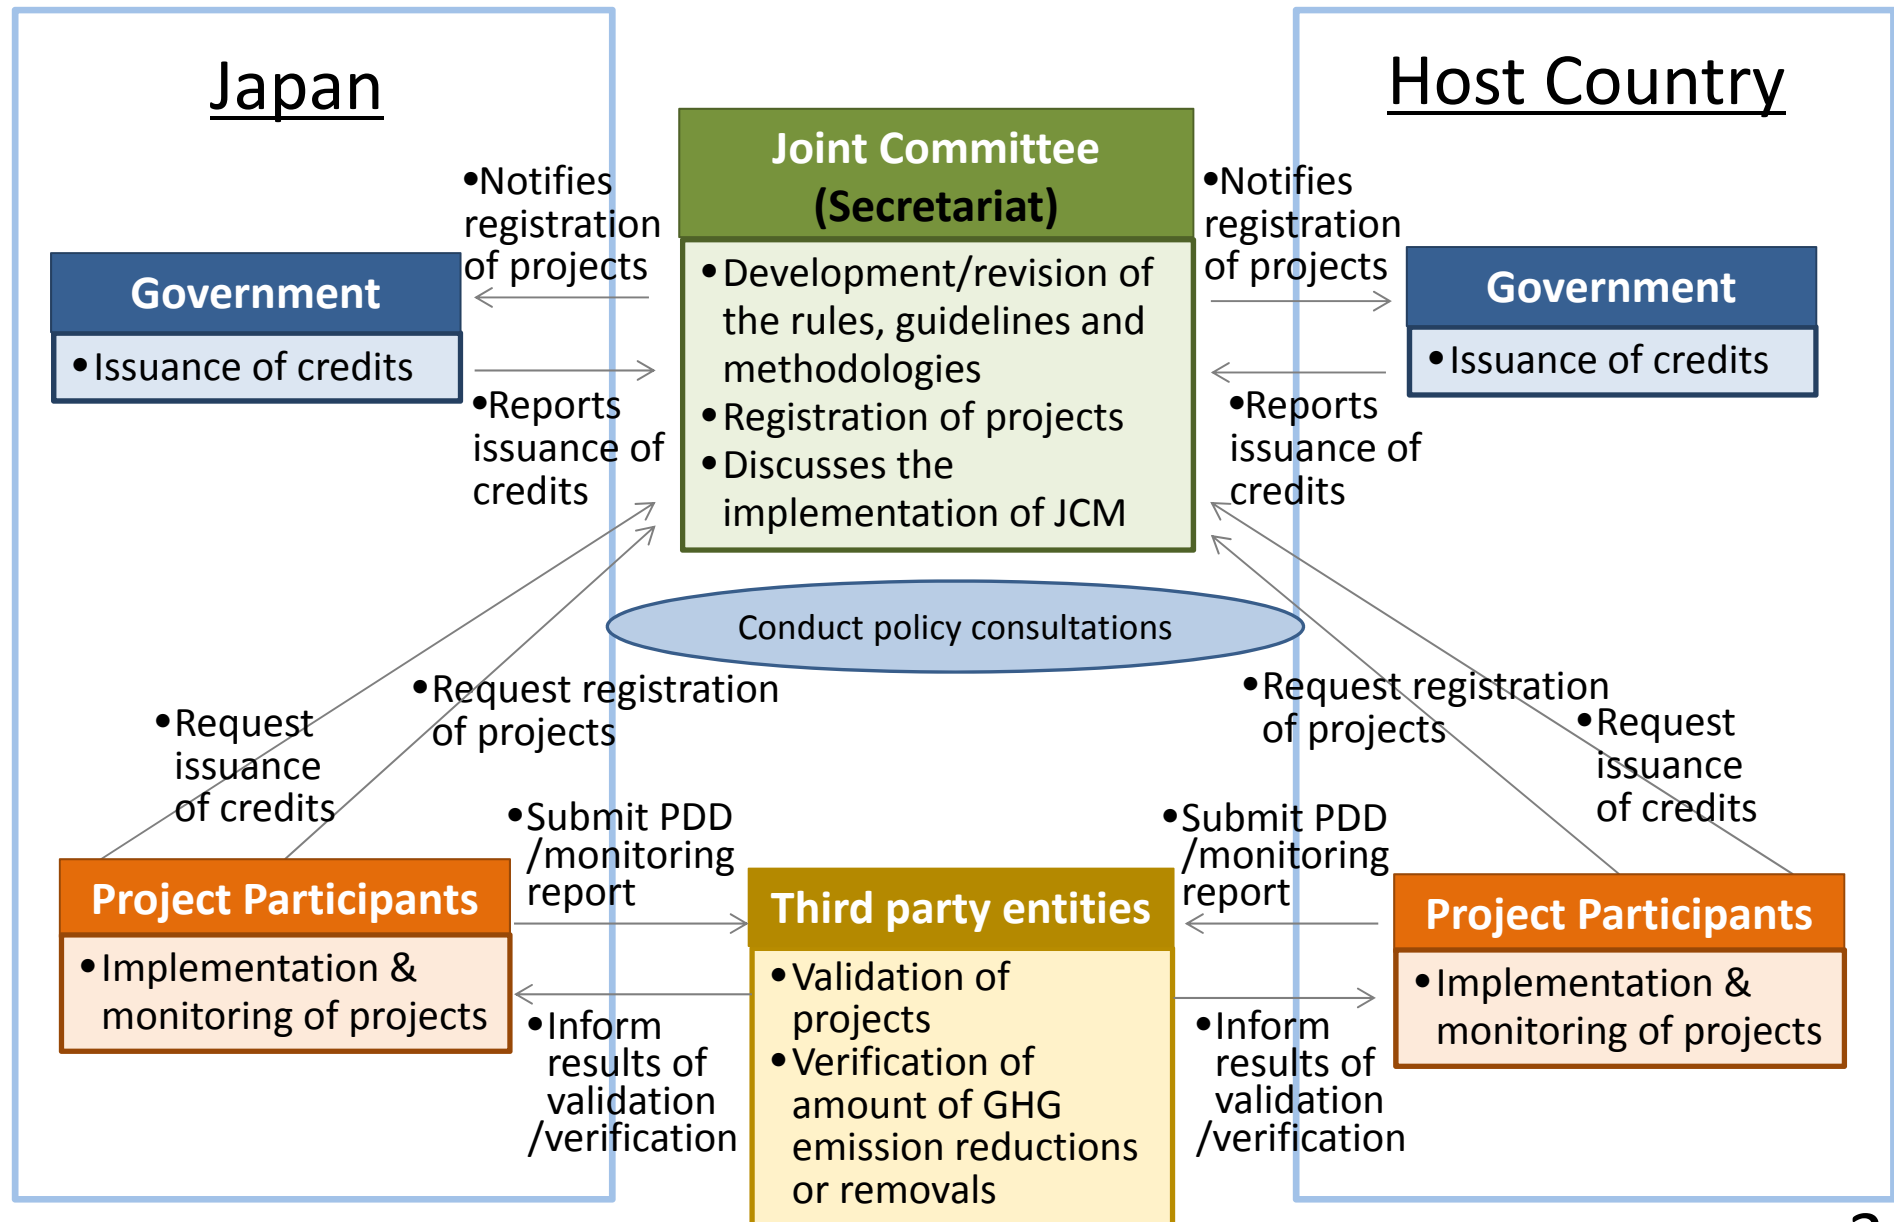 Japan
Host Country
Joint Committee
(Secretariat)
•Development/revision of
the rules, guidelines and
methodologies
•Registration of projects
•Discusses the
implementation of JCM
•Notifies
registration
of projects
•Notifies
registration
of projects
Government
•Issuance of credits
Government
•Issuance of credits
•Reports
issuance of
credits
•Reports
issuance of
credits
Conduct policy consultations
•Request
issuance
of credits
•Request registration
of projects
•Request registration
of projects
•Request
issuance
of credits
•Submit PDD
/monitoring
report
•Submit PDD
/monitoring
report
Project Participants
•Implementation &
monitoring of projects
Third party entities
•Validation of
projects
•Verification of
amount of GHG
emission reductions
or removals
Project Participants
•Implementation &
monitoring of projects
•Inform
results of
validation
/verification
•Inform
results of
validation
/verification